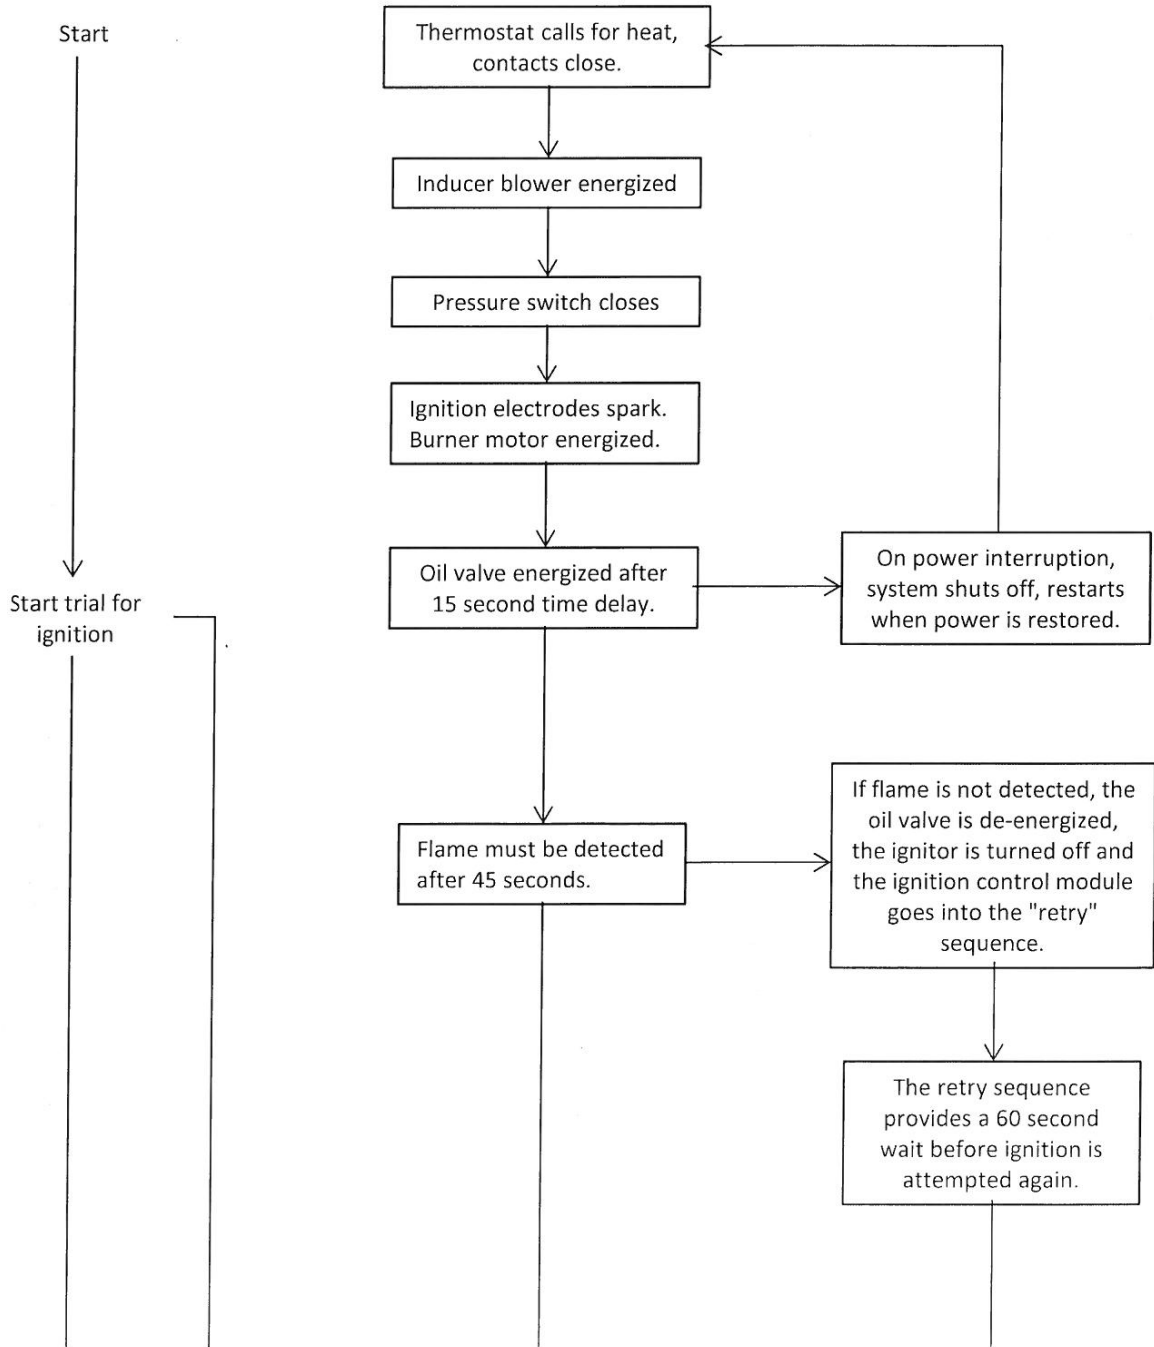 Start
Thermostat calls for heat,
contacts close.
Inducer blower energized
Pressure switch closes
Ignition electrodes spark.
Burner motor energized.
Oil valve energized after
15 second time delay.
On power interruption,
system shuts off, restarts
when power is restored.
Start trial for
ignition
Flame must be detected
after 45 seconds.
If flame is not detected, the
oil valve is de-energized,
the ignitor is turned off and
the ignition control module
goes into the "retry"
sequence.
The retry sequence
provides a 60 second
wait before ignition is
attempted again.